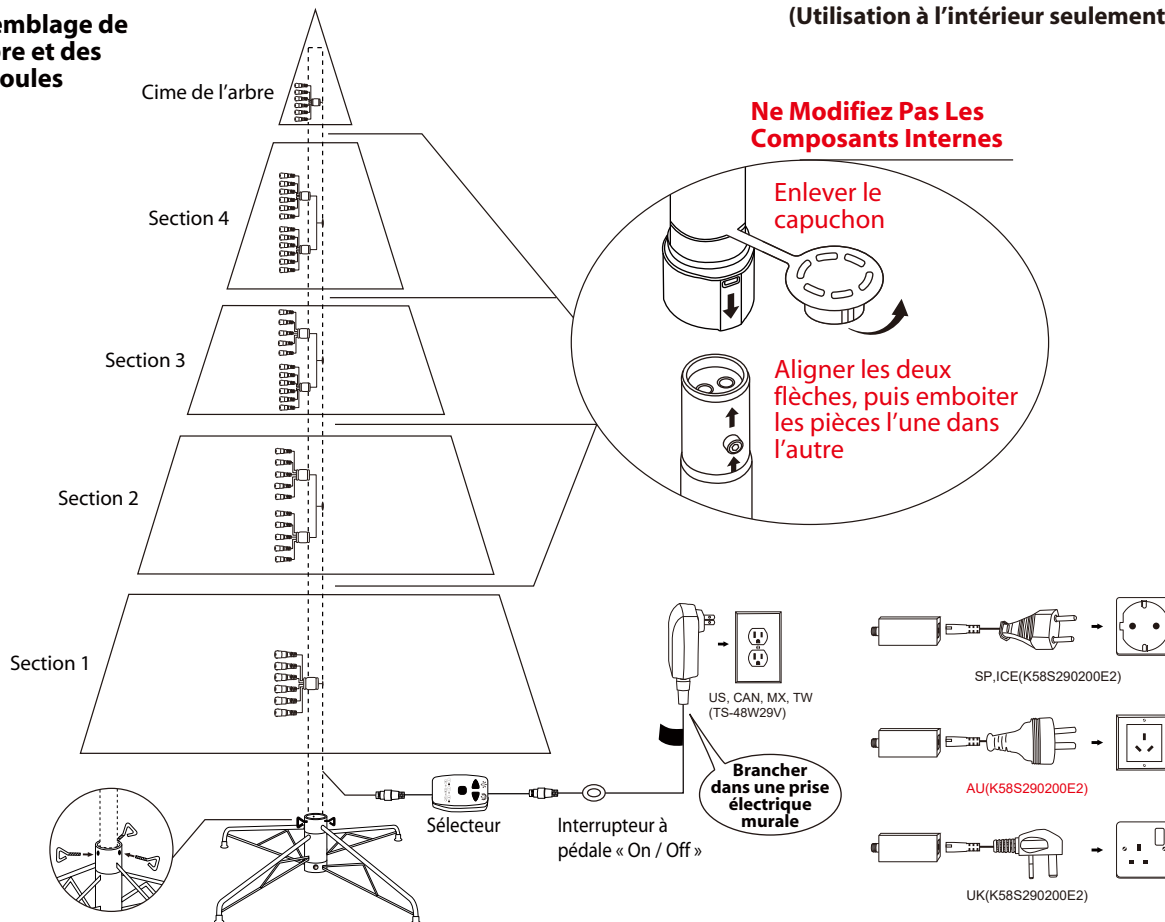 emblage de
bre et des
oules
(Utilisation à l’intérieur seulement
Cime de l’arbre
Section 4
Section 3
Section 2
Section 1
Ne Modifiez Pas Les
Composants Internes
Enlever le
capuchon
Aligner les deux
flèches, puis emboiter
les pièces l’une dans
l’autre
US, CAN, MX, TW
(TS-48W29V)
Brancher
dans une prise
électrique
murale
Sélecteur
Interrupteur à
pédale « On / Off »
SP,ICE(K58S290200E2)
AU(K58S290200E2)
UK(K58S290200E2)